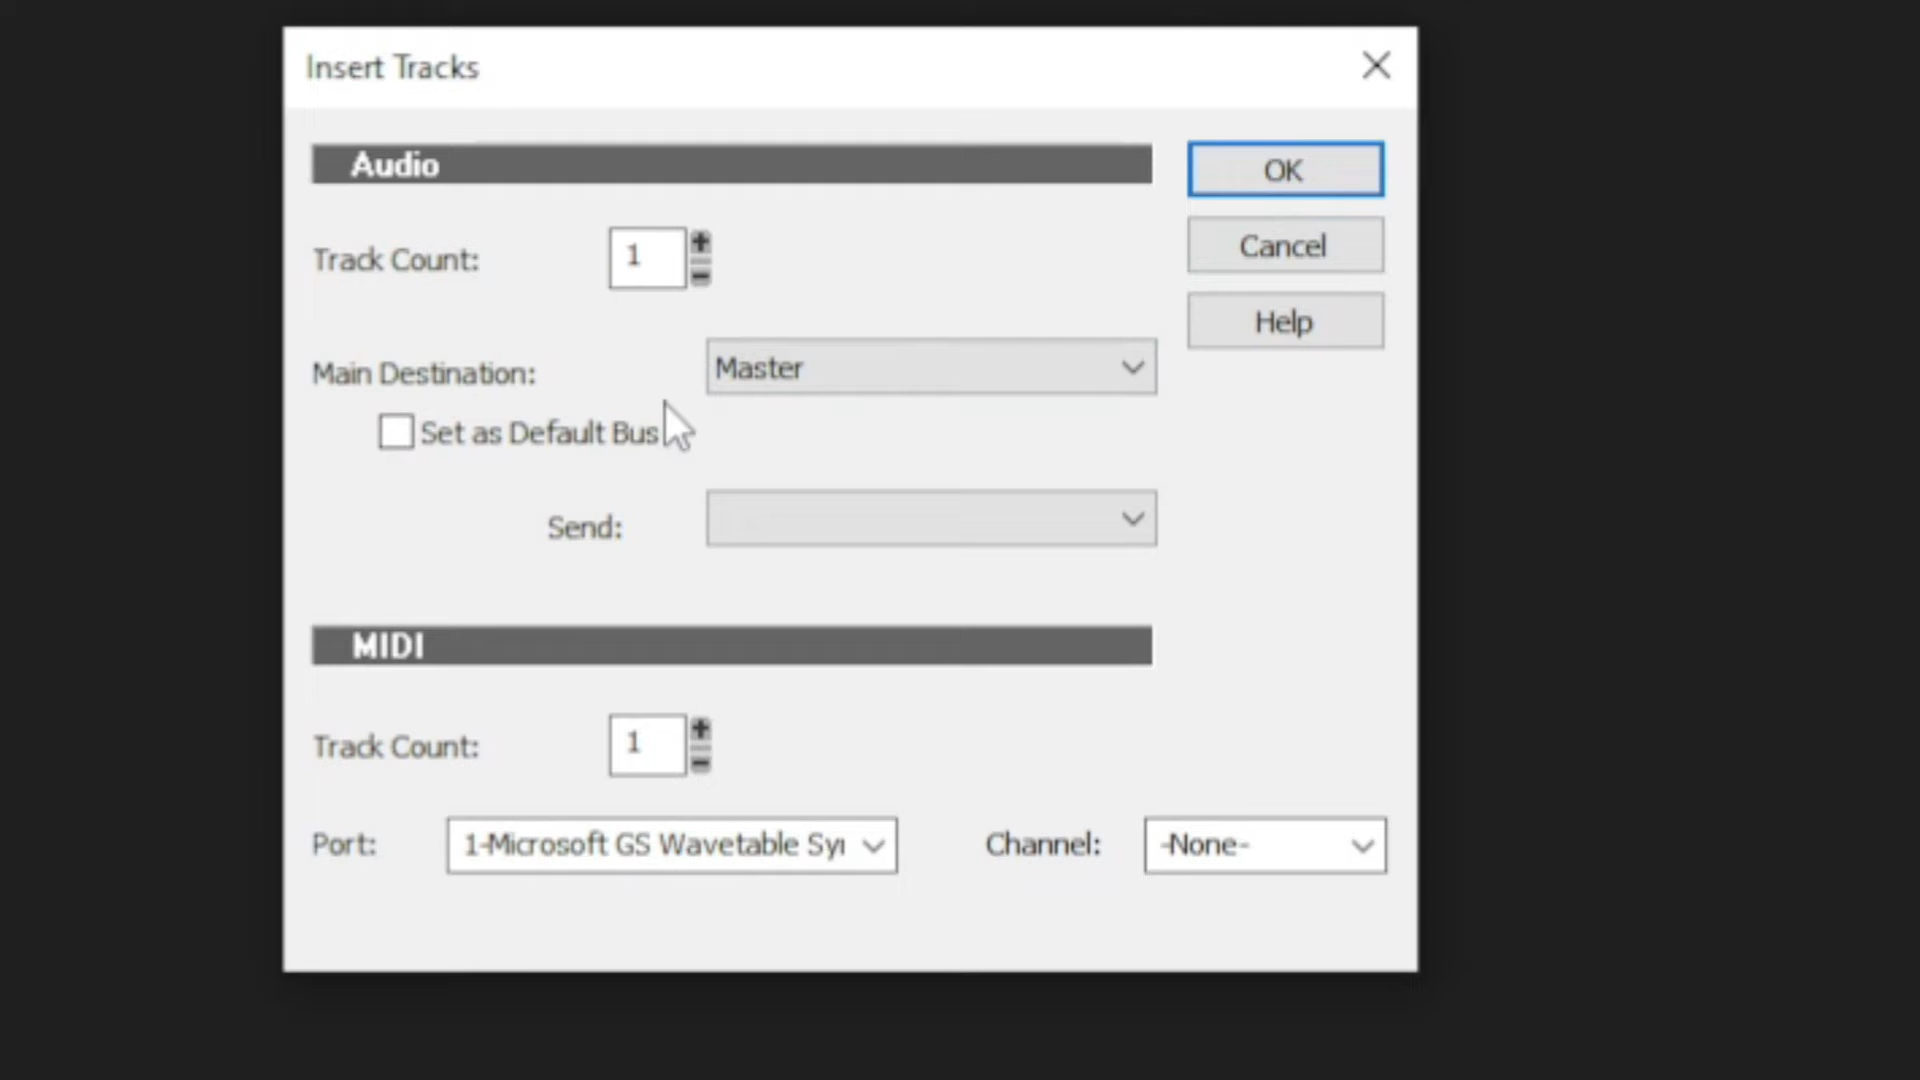 Insert Tracks
Audio
OK
Track Count: 1
Cancel
Help
Main Destination: Master
Set as Default Bus
Send:
MIDI
Track Count: 1
Port: 1-Microsoft GS Wavetable Channel: -None-